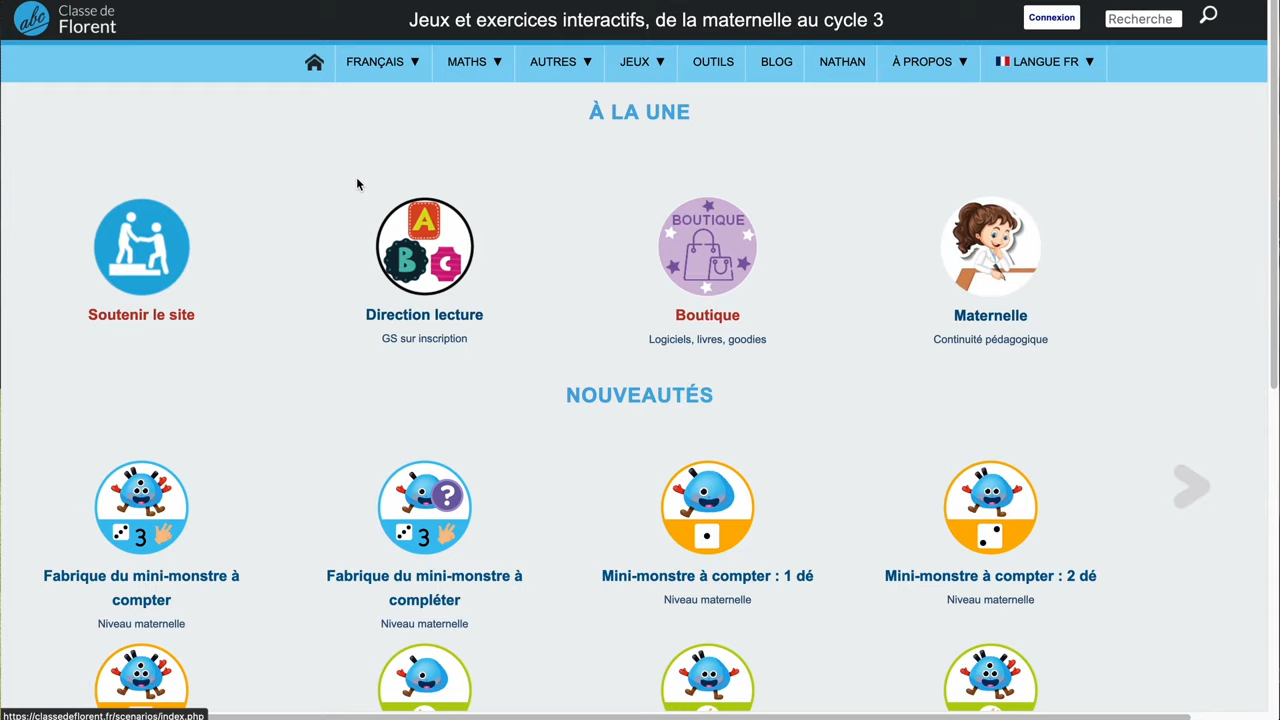 abc
Classe de
Florent
Jeux et exercices interactifs, de la maternelle au cycle 3
Connexion
Recherche
FRANÇAIS ▼
MATHS ▼
AUTRES ▼
JEUX ▼
OUTILS
BLOG
NATHAN
À PROPOS ▼
LANGUE FR ▼
À LA UNE
A
B C
BOUTIQUE
Soutenir le site
Direction lecture
Boutique
Maternelle
GS sur inscription
Logiciels, livres, goodies
Continuité pédagogique
NOUVEAUTÉS
?
3
3
Fabrique du mini-monstre à
compter
Fabrique du mini-monstre à
compléter
Mini-monstre à compter : 1 dé
Mini-monstre à compter : 2 dé
Niveau maternelle
Niveau maternelle
Niveau maternelle
Niveau maternelle
https://classedeflorent.fr/scenarios/index.php